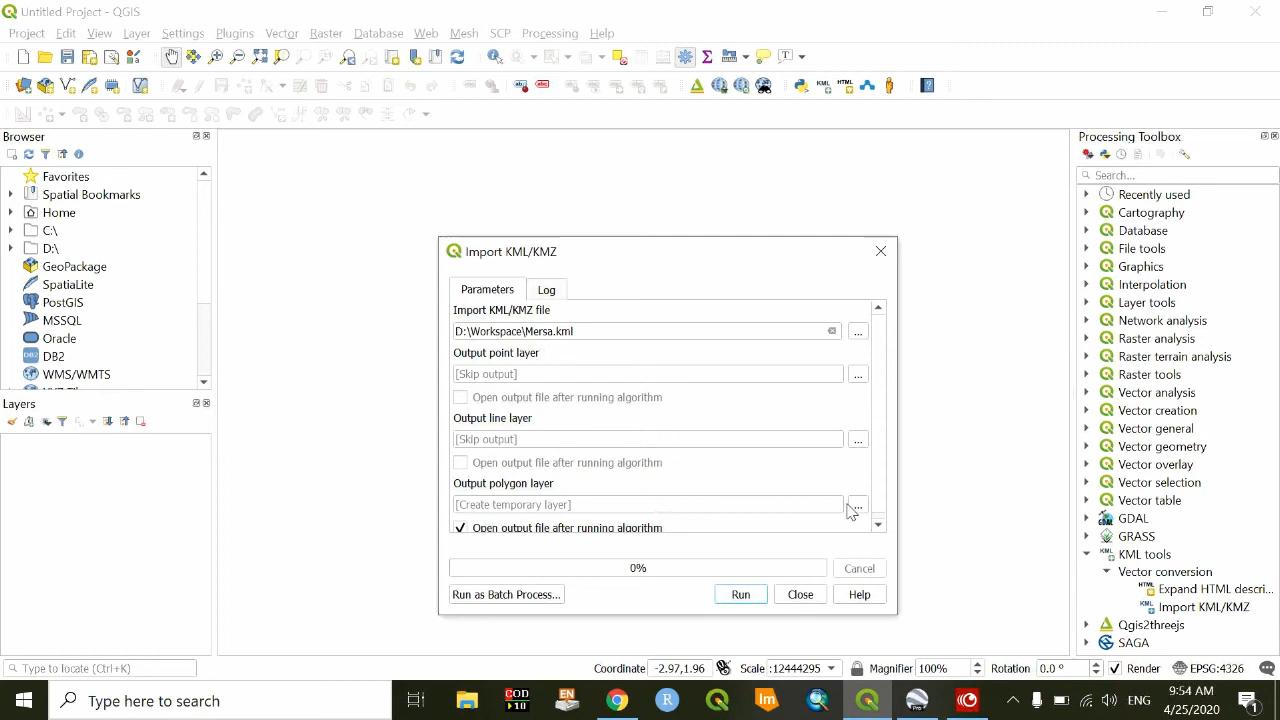 Untitled Project - QGIS
Project Edit View Layer Settings Plugins Vector Raster Database Web Mesh SCP Processing Help
Browser
Favorites
Spatial Bookmarks
Home
C:\
D:\
GeoPackage
SpatiaLite
PostGIS
MSSQL
Oracle
DB2
WMS/WMTS
Layers
Import KML/KMZ
Parameters Log
Import KML/KMZ file
D:\Workspace\Mersa.kml
...
Output point layer
[Skip output]
...
Open output file after running algorithm
Output line layer
[Skip output]
...
Open output file after running algorithm
Output polygon layer
[Create temporary layer]
...
Open output file after running algorithm
0%
Cancel
Run as Batch Process...
Run
Close
Help
Processing Toolbox
Search...
Recently used
Cartography
Database
File tools
Graphics
Interpolation
Layer tools
Network analysis
Raster analysis
Raster terrain analysis
Raster tools
Vector analysis
Vector creation
Vector general
Vector geometry
Vector overlay
Vector selection
Vector table
GDAL
GRASS
KML tools
Vector conversion
Expand HTML descri...
Import KML/KMZ
Qgis2threejs
SAGA
Type to locate (Ctrl+K)
Coordinate -2.97,1.96 Scale :12444295 Magnifier 100% Rotation 0.0 ° Render EPSG:4326
Type here to search
ENG
9:54 AM
4/25/2020